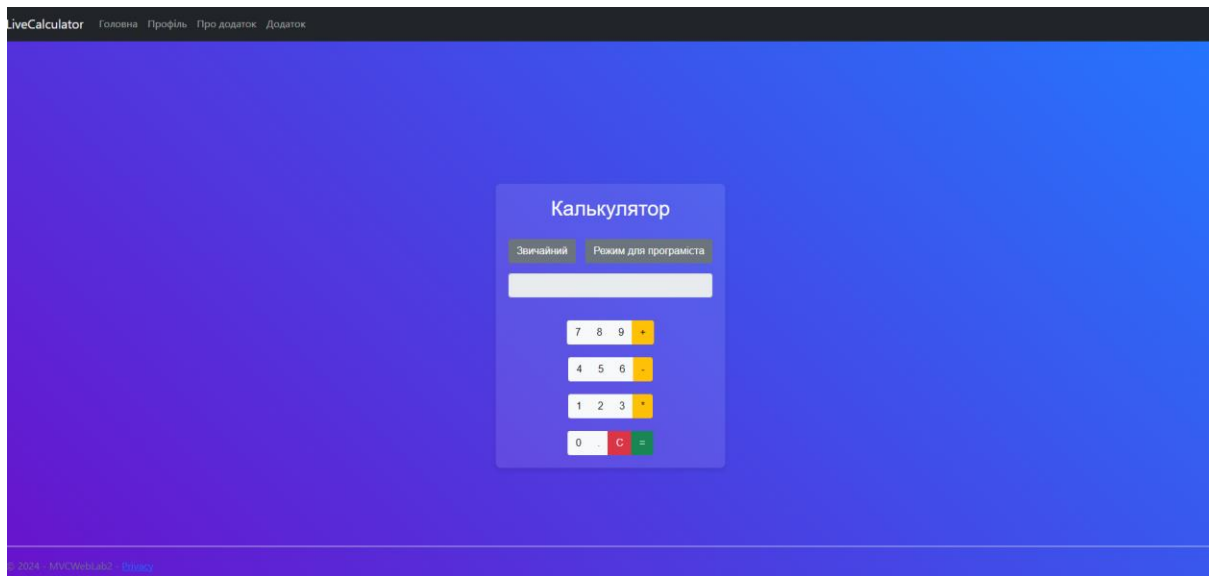 LiveCalculator Головна Профіль Про додаток Додаток
Калькулятор
Звичайний Режим для програміста
7 8 9 +
4 5 6 -
1 2 3 *
0 . C =
© 2024 - MVCWebLab2 - Privacy